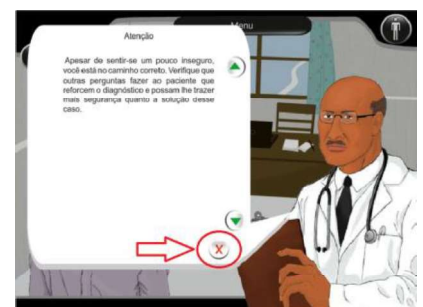 Menu
Atenção
Apesar de sentir-se um pouco inseguro,
você está no caminho correto. Verifique que
outras perguntas fazer ao paciente que
reforcem o diagnóstico e possam lhe trazer
mais segurança quanto a solução desse
caso.
X